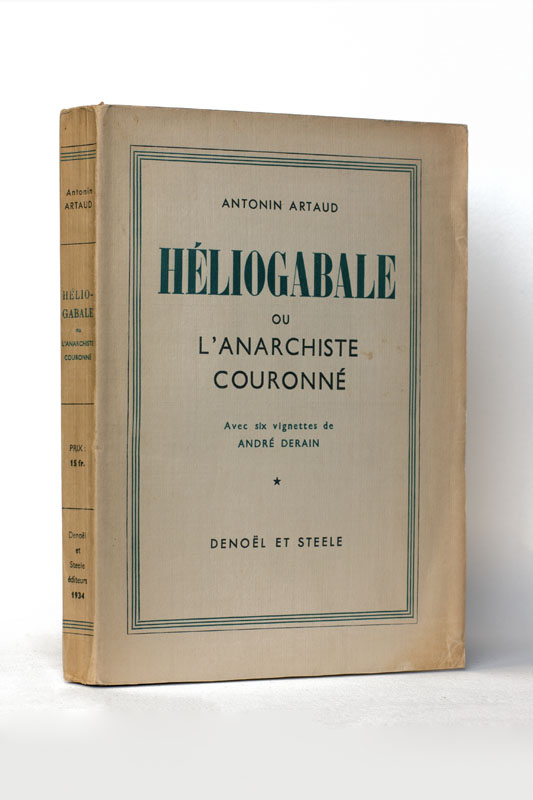 Antonin
ARTAUD
HÉLIO-
GABALE
ou
L'ANARCHISTE
COURONNÉ
PRIX :
15 fr.
Denoël
et
Steele
éditeurs
1934
ANTONIN ARTAUD
HÉLIOGABALE
OU
L'ANARCHISTE
COURONNÉ
Avec six vignettes de
ANDRÉ DERAIN
★
DENOËL ET STEELE